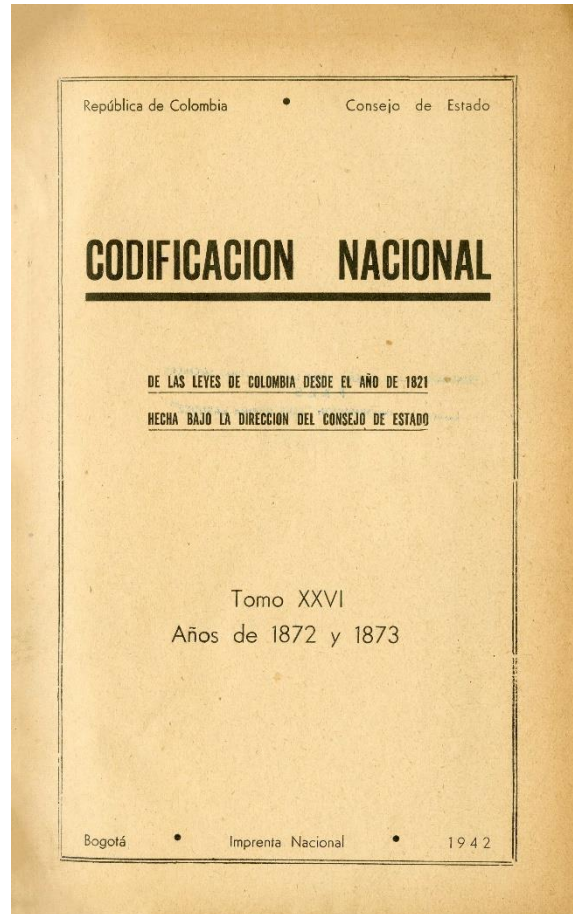 República de Colombia • Consejo de Estado
CODIFICACION NACIONAL
DE LAS LEYES DE COLOMBIA DESDE EL AÑO DE 1821
HECHA BAJO LA DIRECCION DEL CONSEJO DE ESTADO
Tomo XXVI
Años de 1872 y 1873
Bogotá • Imprenta Nacional • 1942